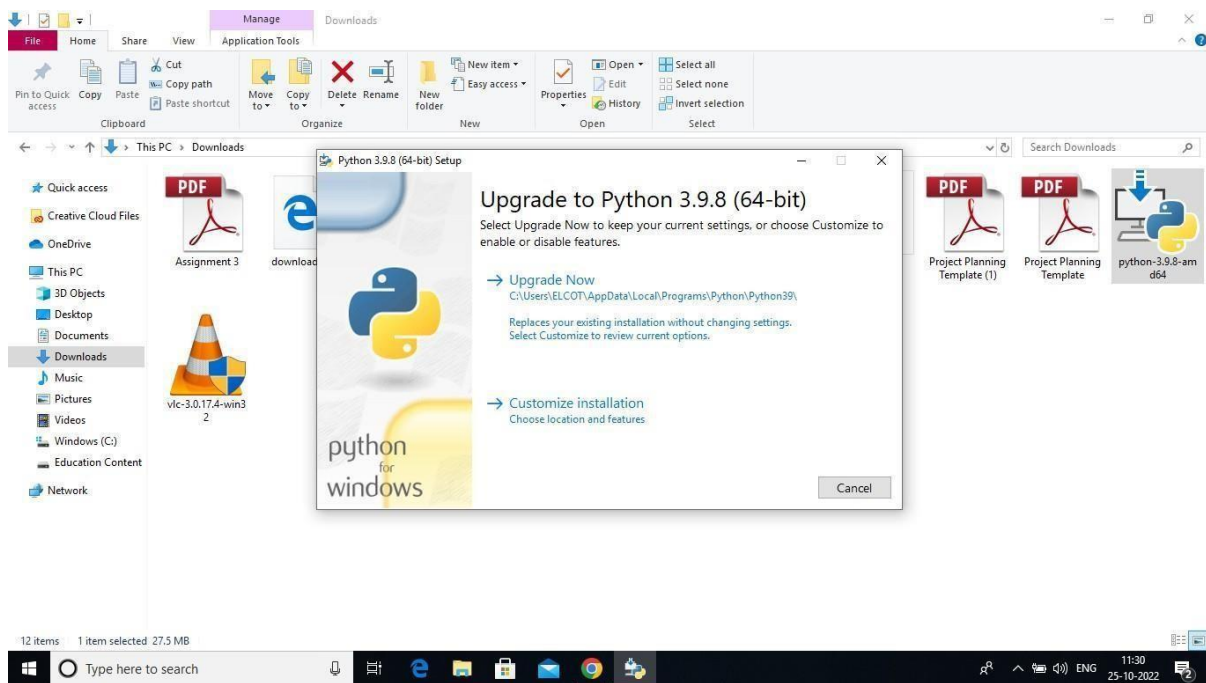 Manage
Downloads
File Home Share View Application Tools
Pin to Quick access
Copy
Paste
Cut
Copy path
Paste shortcut
Clipboard
Move to
Copy to
Delete
Rename
Organize
New folder
New item
Easy access
New
Properties
Open
Edit
History
Open
Select all
Select none
Invert selection
Select
This PC > Downloads
Search Downloads
Quick access
Creative Cloud Files
OneDrive
This PC
3D Objects
Desktop
Documents
Downloads
Music
Pictures
Videos
Windows (C:)
Education Content
Network
PDF
Assignment 3
download
vlc-3.0.17.4-win3
2
Python 3.9.8 (64-bit) Setup
Upgrade to Python 3.9.8 (64-bit)
Select Upgrade Now to keep your current settings, or choose Customize to
enable or disable features.
→ Upgrade Now
C:\Users\ELCOT\AppData\Local\Programs\Python\Python39\
Replaces your existing installation without changing settings.
Select Customize to review current options.
→ Customize installation
Choose location and features
python
for
windows
Cancel
PDF
Project Planning
Template (1)
PDF
Project Planning
Template
python-3.9.8-am
d64
12 items 1 item selected 27.5 MB
Type here to search
ENG
11:30
25-10-2022
2